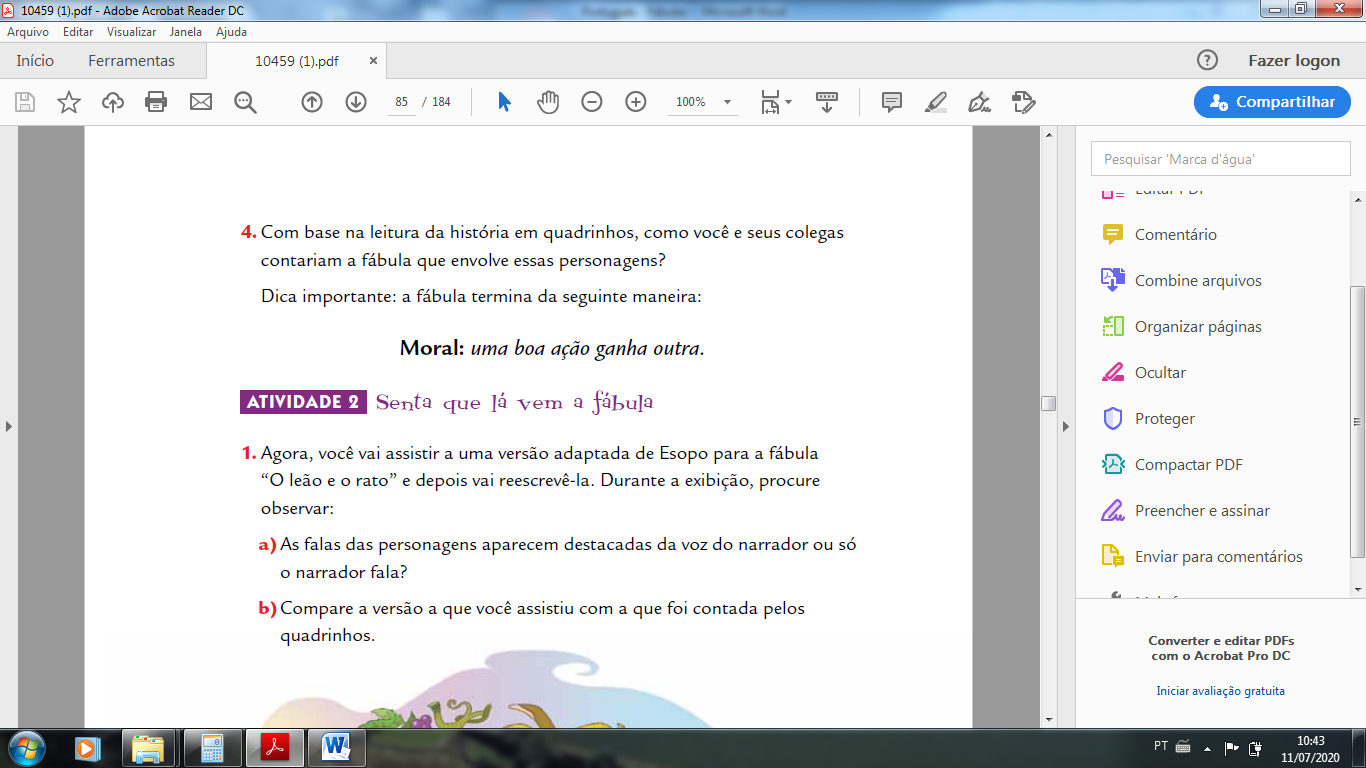 10459 (1).pdf - Adobe Acrobat Reader DC
Arquivo Editar Visualizar Janela Ajuda
Início Ferramentas 10459 (1).pdf × ? Fazer logon
85 / 184 100% Compartilhar
4. Com base na leitura da história em quadrinhos, como você e seus colegas
contariam a fábula que envolve essas personagens?
Dica importante: a fábula termina da seguinte maneira:
Moral: uma boa ação ganha outra.
ATIVIDADE 2 Senta que lá vem a fábula
1. Agora, você vai assistir a uma versão adaptada de Esopo para a fábula
“O leão e o rato” e depois vai reescrevê-la. Durante a exibição, procure
observar:
a) As falas das personagens aparecem destacadas da voz do narrador ou só
o narrador fala?
b) Compare a versão a que você assistiu com a que foi contada pelos
quadrinhos.
Pesquisar 'Marca d'água'
Editar PDF
Comentário
Combine arquivos
Organizar páginas
Ocultar
Proteger
Compactar PDF
Preencher e assinar
Enviar para comentários
Converter e editar PDFs
com o Acrobat Pro DC
Iniciar avaliação gratuita
PT
10:43
11/07/2020